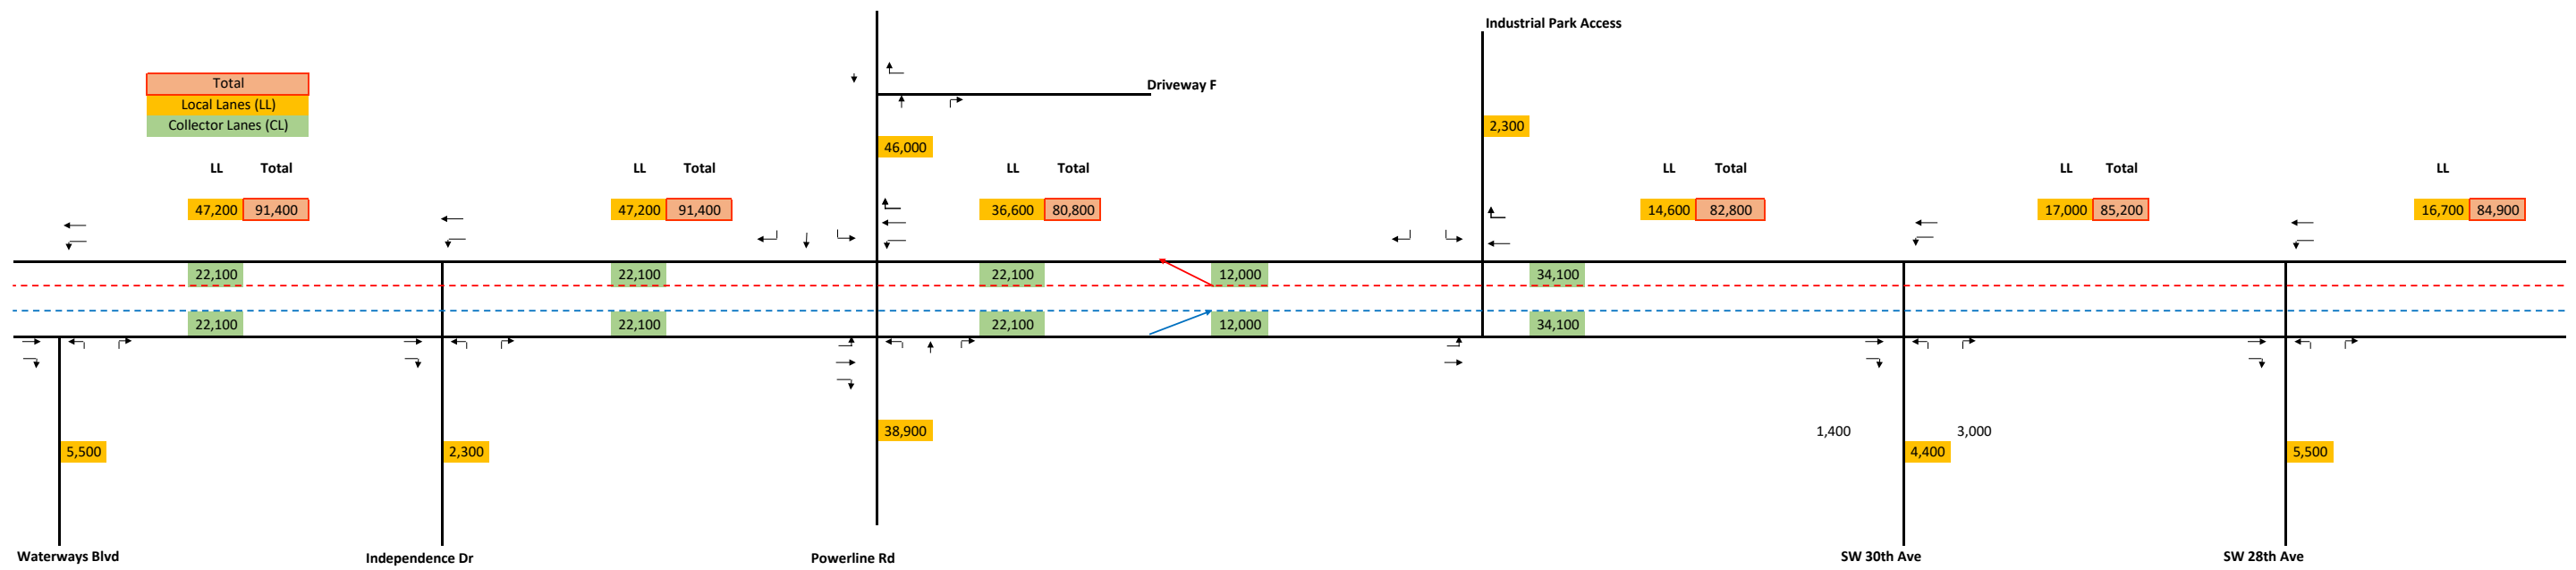 Industrial Park Access
Total
Local Lanes (LL)
Collector Lanes (CL)
Driveway F
2,300
46,000
LL Total
LL Total
LL Total
LL Total
LL Total
LL
47,200 91,400
47,200 91,400
36,600 80,800
14,600 82,800
17,000 85,200
16,700 84,900
22,100
22,100
22,100
12,000
34,100
22,100
22,100
22,100
12,000
34,100
38,900
1,400
3,000
5,500
2,300
4,400
5,500
Waterways Blvd
Independence Dr
Powerline Rd
SW 30th Ave
SW 28th Ave